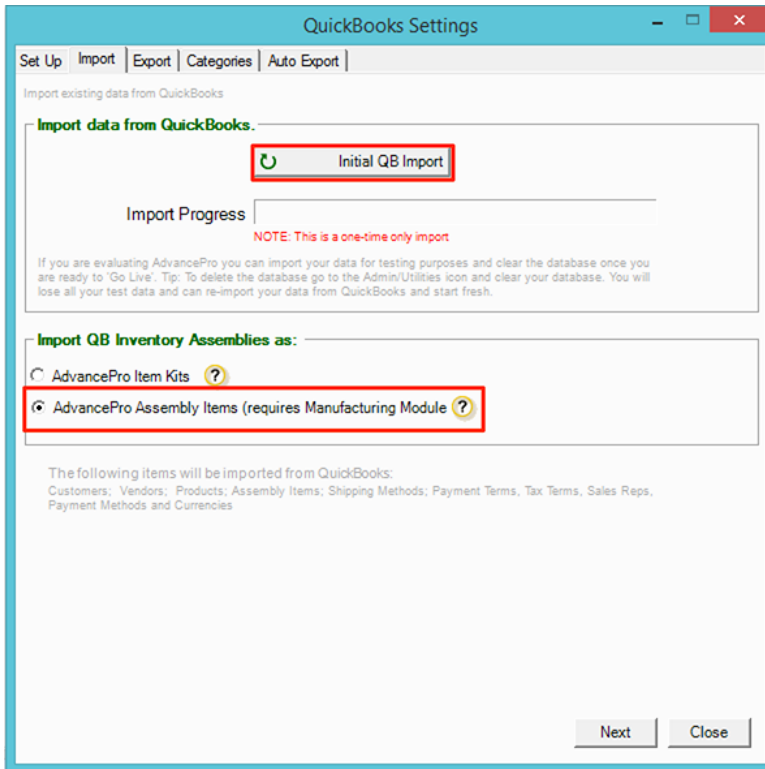 QuickBooks Settings
Set Up Import Export Categories Auto Export
Import existing data from QuickBooks
Import data from QuickBooks.
Initial QB Import
Import Progress
NOTE: This is a one-time only import
If you are evaluating AdvancePro you can import your data for testing purposes and clear the database once you
are ready to 'Go Live'. Tip: To delete the database go to the Admin/Utilities icon and clear your database. You will
lose all your test data and can re-import your data from QuickBooks and start fresh.
Import QB Inventory Assemblies as:
AdvancePro Item Kits ?
AdvancePro Assembly Items (requires Manufacturing Module ?
The following items will be imported from QuickBooks:
Customers; Vendors; Products; Assembly Items; Shipping Methods; Payment Terms, Tax Terms, Sales Reps,
Payment Methods and Currencies
Next Close